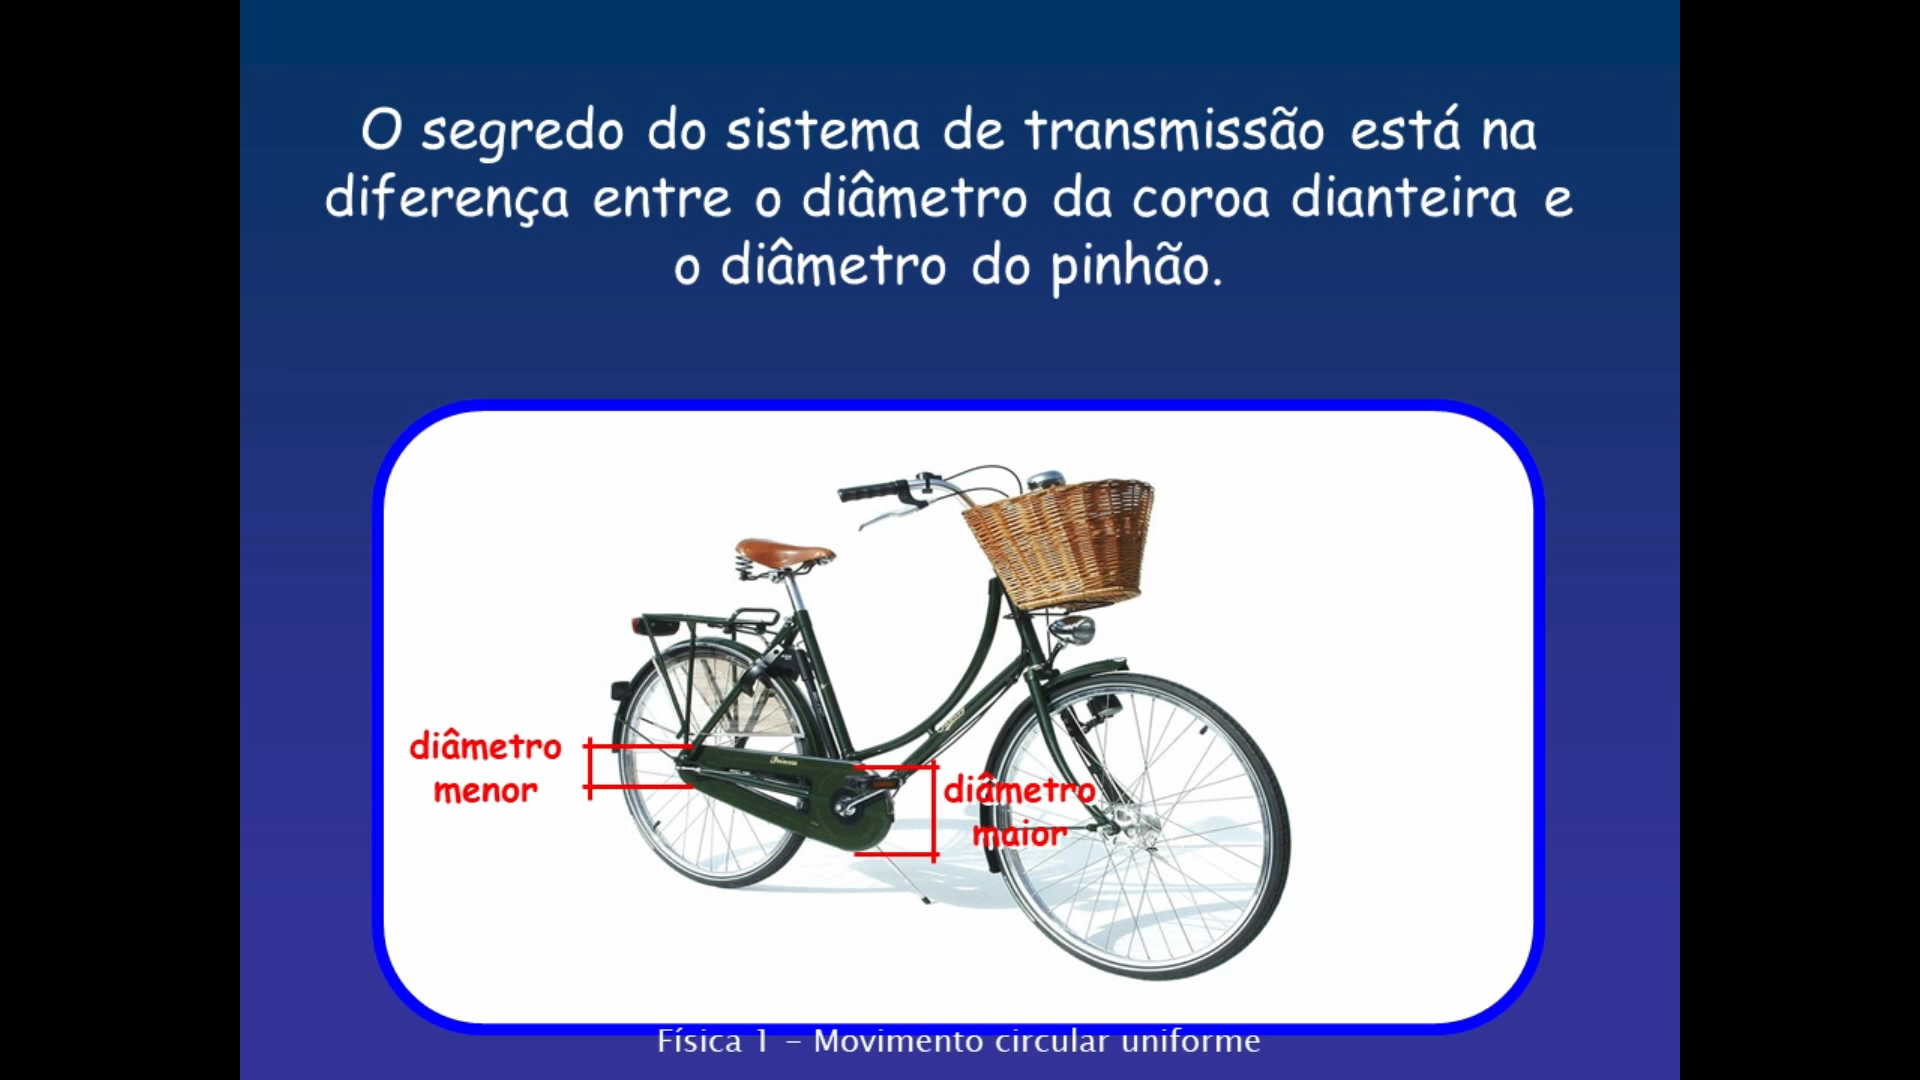 O segredo do sistema de transmissão está na
diferença entre o diâmetro da coroa dianteira e
o diâmetro do pinhão.
diâmetro
menor
diâmetro
maior
Física 1 – Movimento circular uniforme